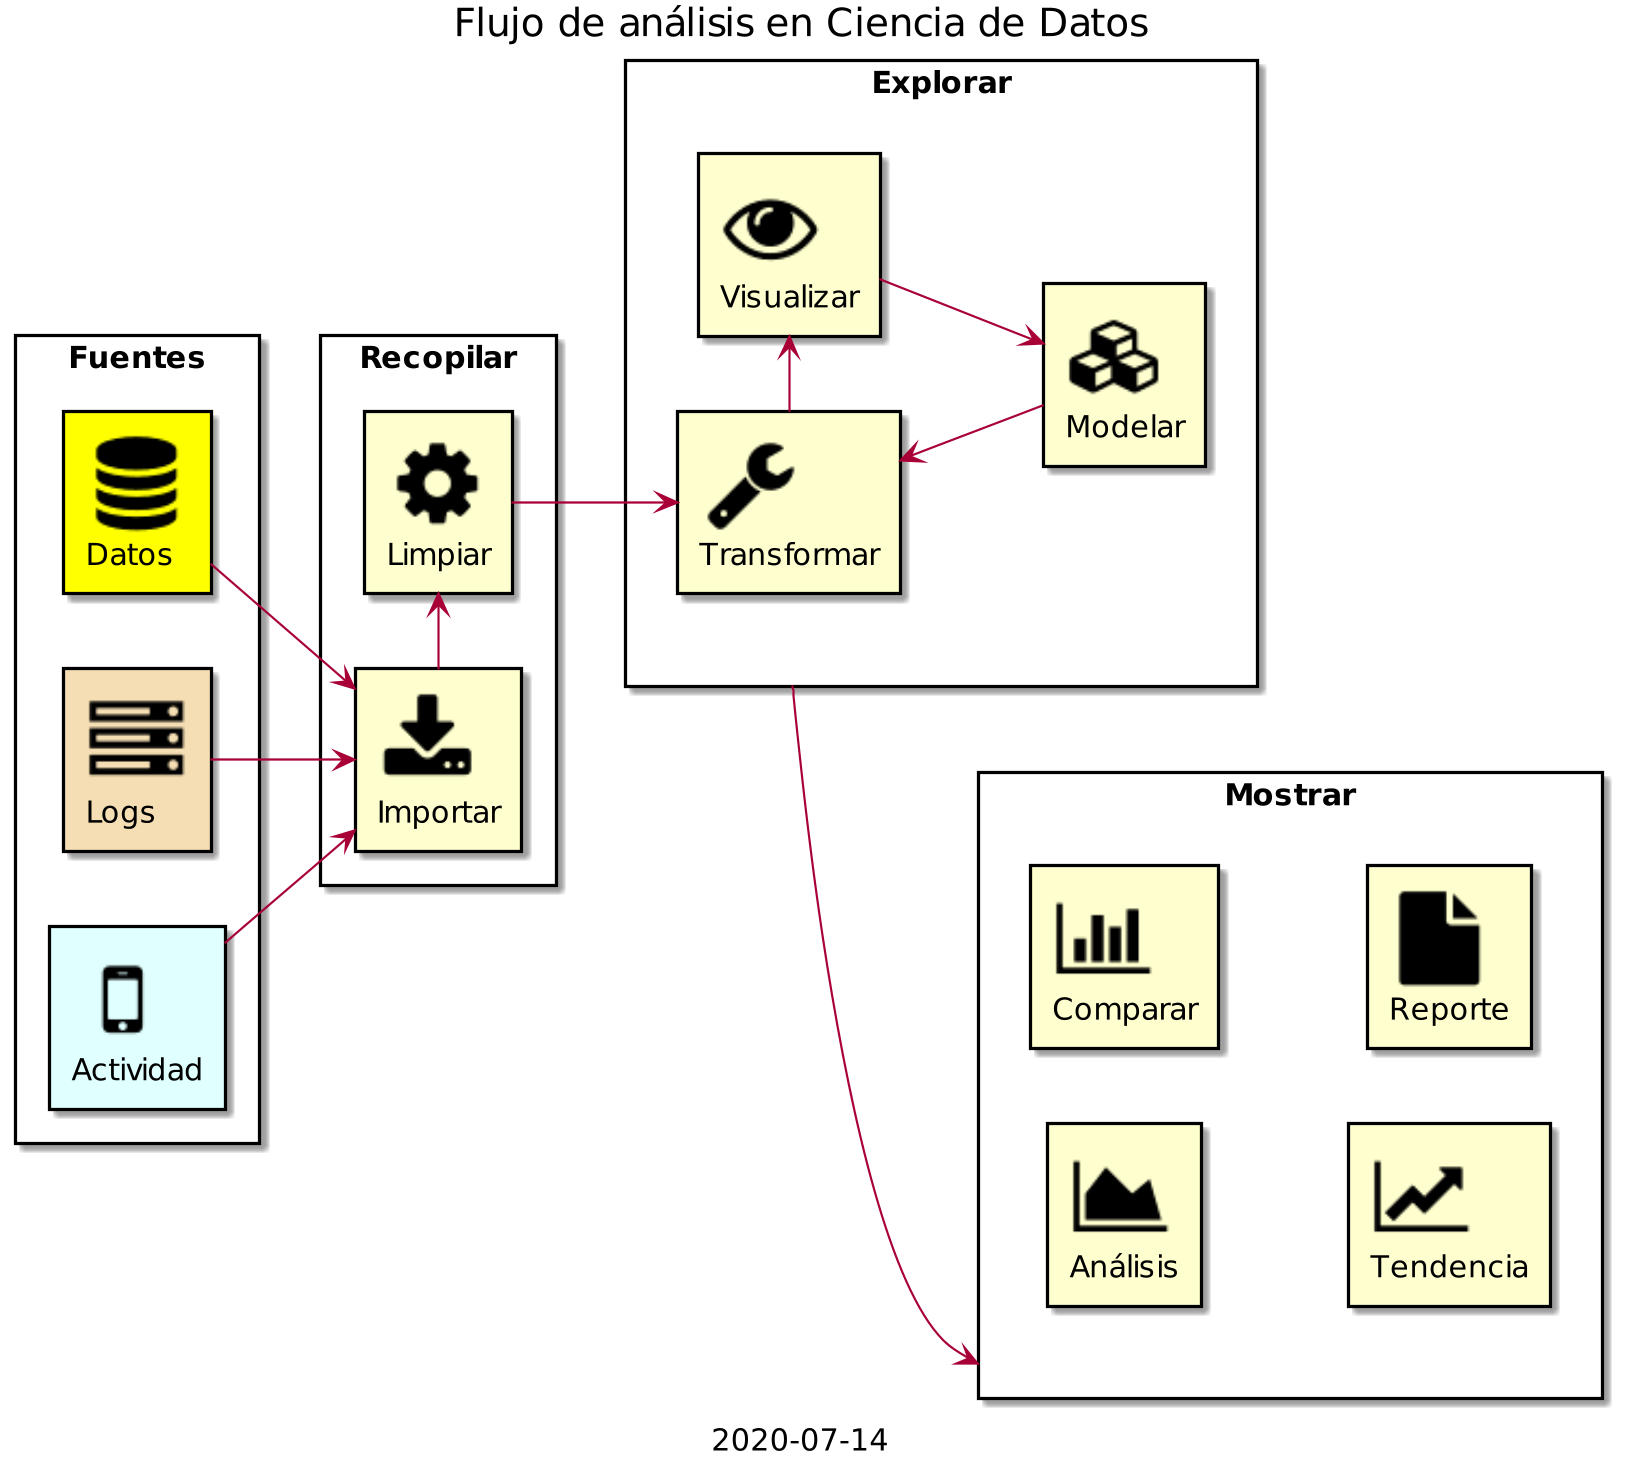 Flujo de análisis en Ciencia de Datos
Fuentes
Datos
Logs
Actividad
Recopilar
Limpiar
Importar
Explorar
Visualizar
Modelar
Transformar
Mostrar
Comparar
Reporte
Análisis
Tendencia
2020-07-14